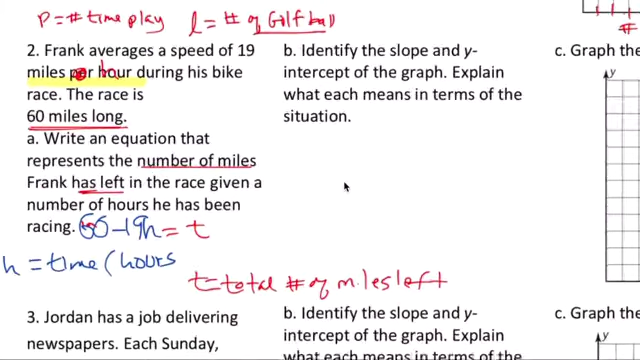 P = # time play    l = # of Golf ball
#
2. Frank averages a speed of 19
miles per hour during his bike
race. The race is
60 miles long.
a. Write an equation that
represents the number of miles
Frank has left in the race given a
number of hours he has been
racing. 60 - 19h = t
h = time (hours
t = total # of miles left
b. Identify the slope and y-
intercept of the graph. Explain
what each means in terms of the
situation.
c. Graph the
y
3. Jordan has a job delivering
newspapers. Each Sunday,
b. Identify the slope and y-
intercept of the graph. Explain
what each means in terms of the
c. Graph the
y